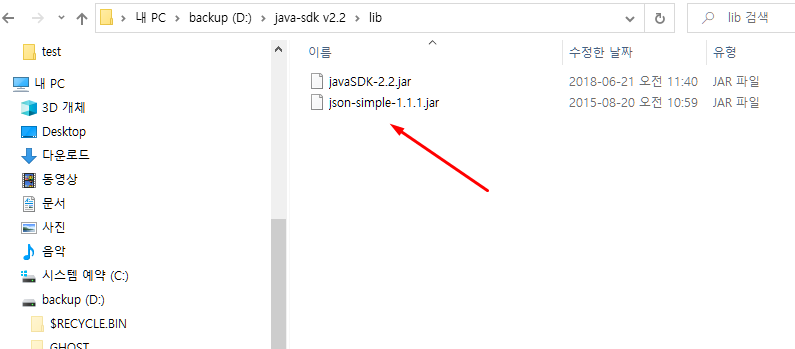 내 PC > backup (D:) > java-sdk v2.2 > lib
lib 검색
test
내 PC
3D 개체
Desktop
다운로드
동영상
문서
사진
음악
시스템 예약 (C:)
backup (D:)
$RECYCLE.BIN
GHOST
이름 수정한 날짜 유형
javaSDK-2.2.jar 2018-06-21 오전 11:40 JAR 파일
json-simple-1.1.1.jar 2015-08-20 오전 10:59 JAR 파일